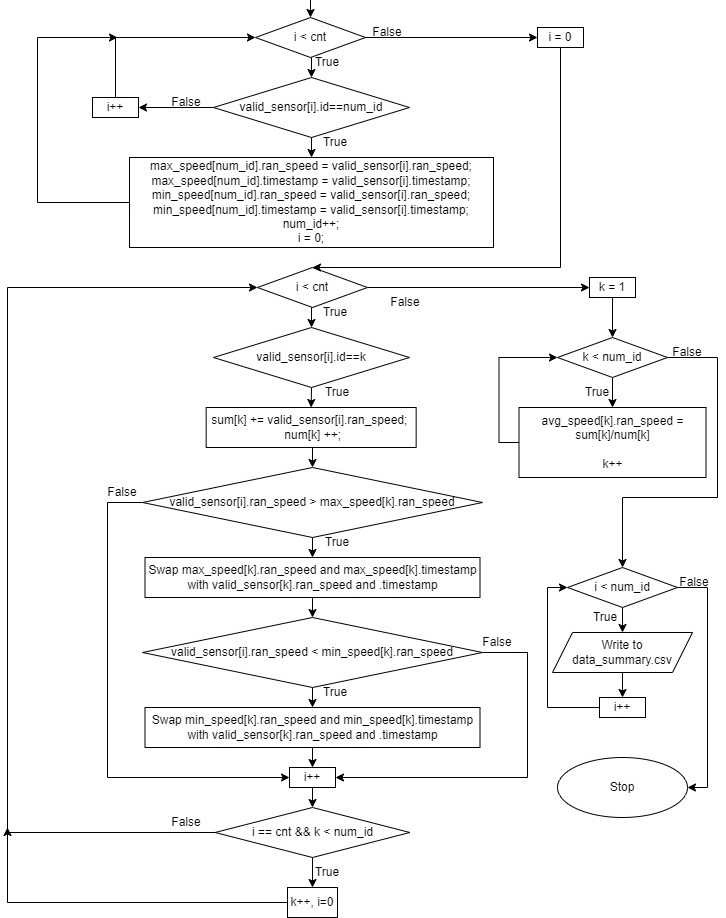 i < cnt
False
i = 0
True
valid_sensor[i].id==num_id
False
i++
True
max_speed[num_id].ran_speed = valid_sensor[i].ran_speed;
max_speed[num_id].timestamp = valid_sensor[i].timestamp;
min_speed[num_id].ran_speed = valid_sensor[i].ran_speed;
min_speed[num_id].timestamp = valid_sensor[i].timestamp;
num_id++;
i = 0;
i < cnt
False
True
valid_sensor[i].id==k
True
sum[k] += valid_sensor[i].ran_speed;
num[k] ++;
False
valid_sensor[i].ran_speed > max_speed[k].ran_speed
True
Swap max_speed[k].ran_speed and max_speed[k].timestamp
with valid_sensor[k].ran_speed and .timestamp
valid_sensor[i].ran_speed < min_speed[k].ran_speed
False
True
Swap min_speed[k].ran_speed and min_speed[k].timestamp
with valid_sensor[k].ran_speed and .timestamp
i++
i == cnt && k < num_id
False
True
k++, i=0
k = 1
k < num_id
False
True
avg_speed[k].ran_speed =
sum[k]/num[k]
k++
i < num_id
False
True
Write to
data_summary.csv
i++
Stop